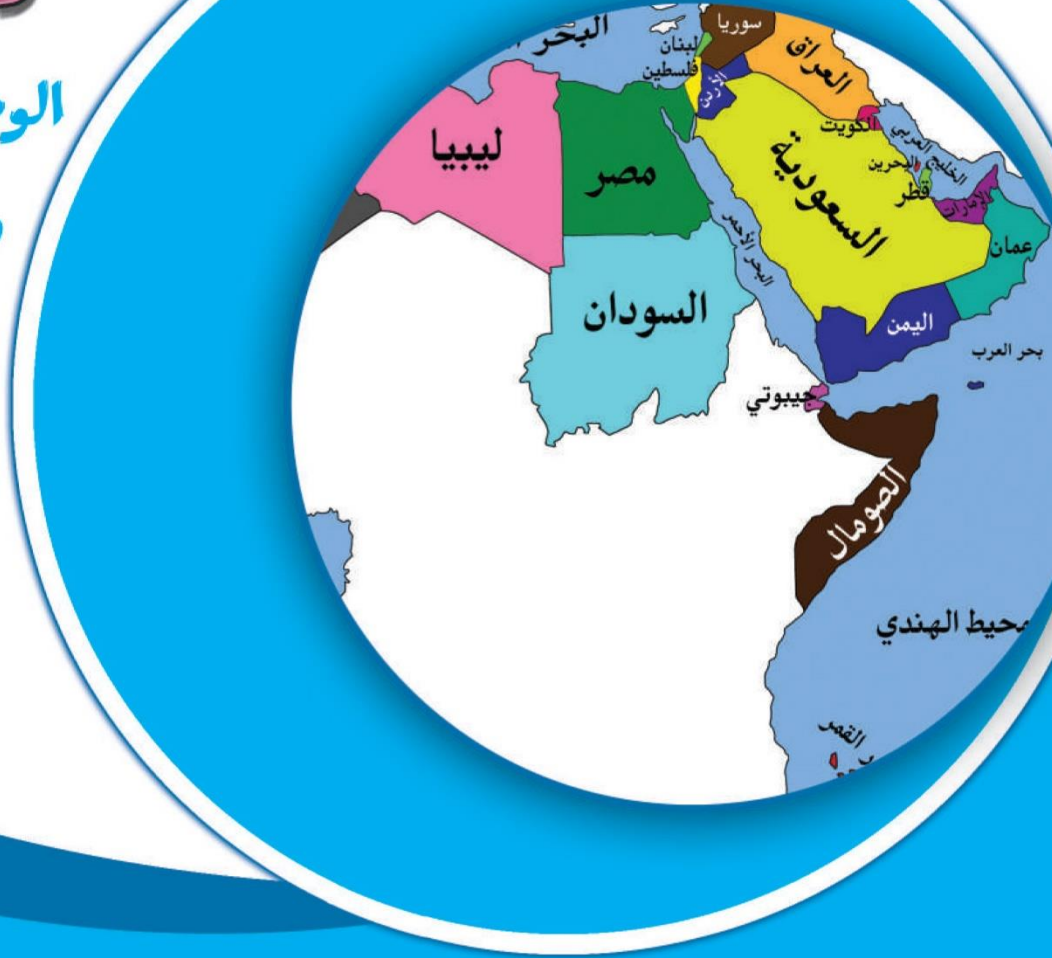 سوريا
البحر
لبنان
فلسطين
العراق
الأردن
الكويت
الخليج العربي
البحرين
قطر
الإمارات
عمان
السعودية
ليبيا
مصر
البحر الأحمر
السودان
اليمن
بحر العرب
جيبوتي
الصومال
محيط الهندي
القمر